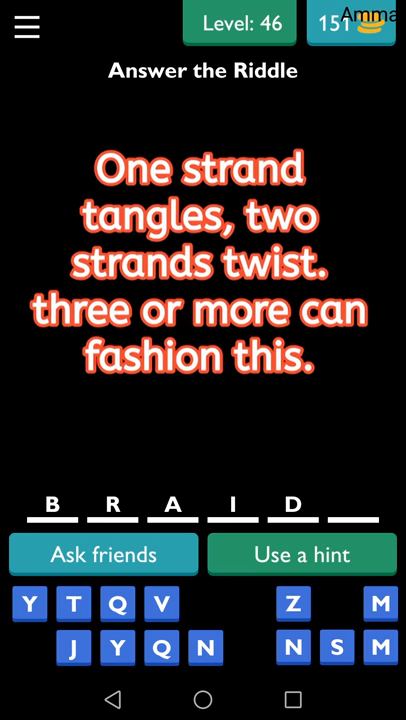 Level: 46
151
Amma
Answer the Riddle
One strand
tangles, two
strands twist.
three or more can
fashion this.
B R A I D
Ask friends
Use a hint
Y T Q V Z M
J Y Q N N S M